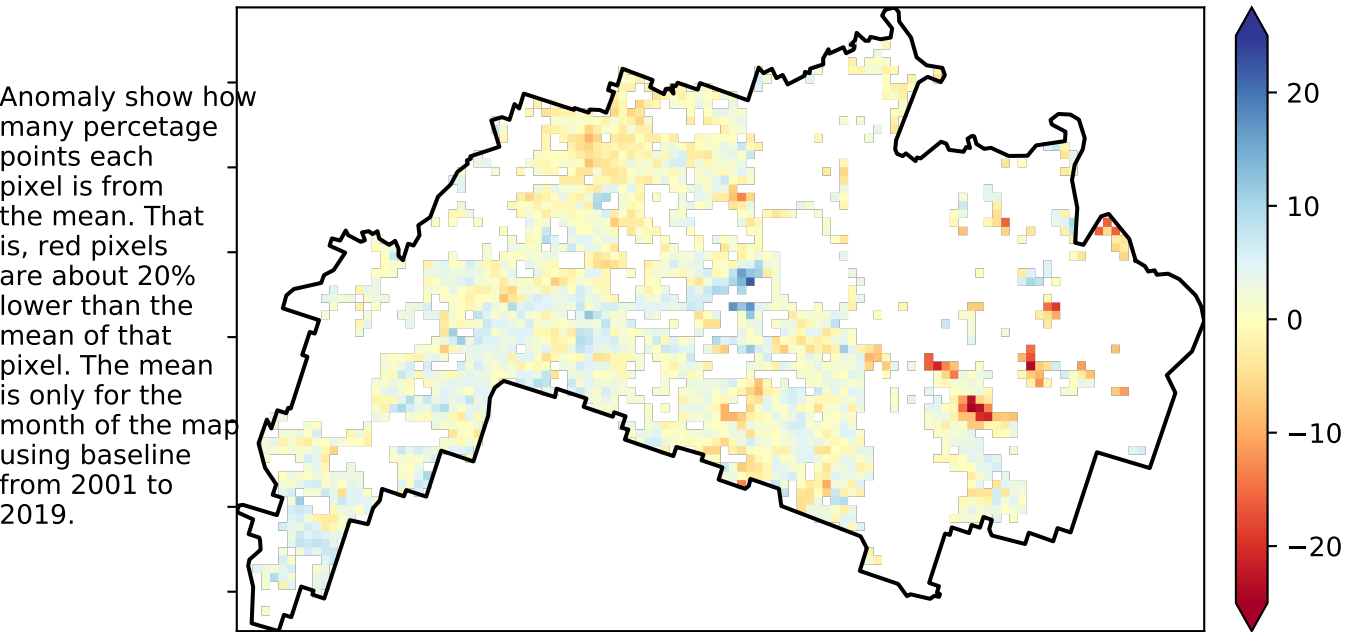 Anomaly show how
many percetage
points each
pixel is from
the mean. That
is, red pixels
are about 20%
lower than the
mean of that
pixel. The mean
is only for the
month of the map
using baseline
from 2001 to
2019.
20
10
0
−10
−20